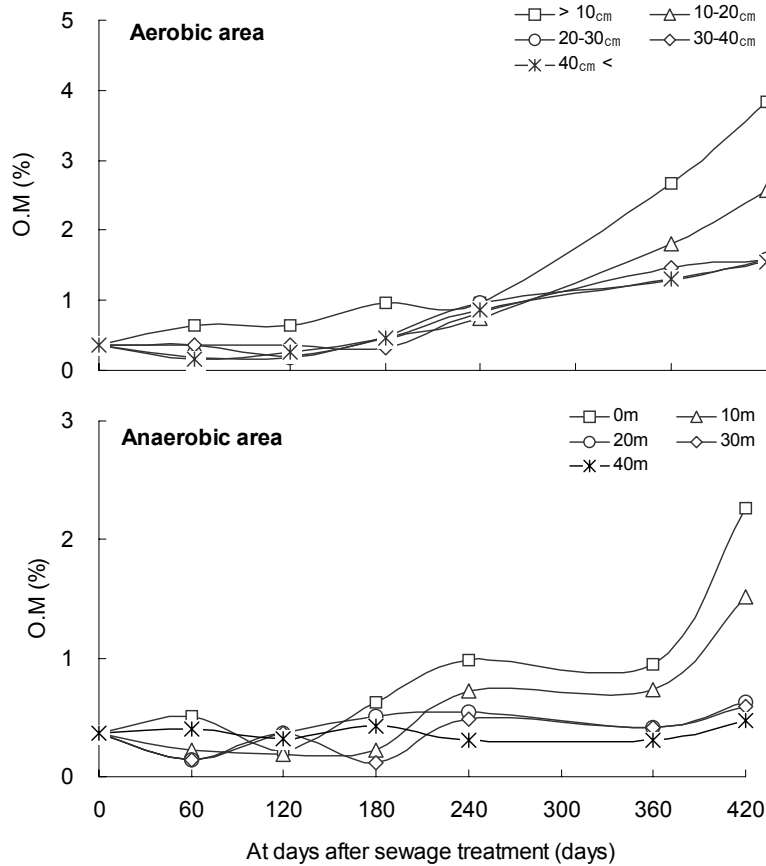 > 10㎝ 10-20㎝
Aerobic area
20-30㎝ 30-40㎝
40㎝ <
5
4
3
2
1
0
O.M (%)
0m 10m
Anaerobic area
20m 30m
40m
3
2
1
0
O.M (%)
0 60 120 180 240 300 360 420
At days after sewage treatment (days)